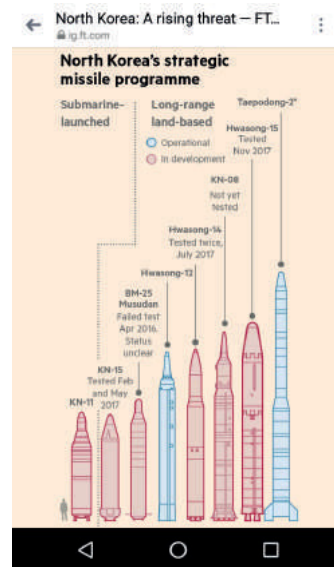 North Korea: A rising threat — FT...
ig.ft.com
North Korea's strategic
missile programme
Submarine-
launched
Long-range
land-based
Operational
In development
Taepodong-2*
Hwasong-15
Tested
Nov 2017
KN-08
Not yet
tested
Hwasong-14
Tested twice,
July 2017
Hwasong-12
BM-25
Musudan
Failed test
Apr 2016.
Status
unclear
KN-15
Tested Feb
and May
2017
KN-11